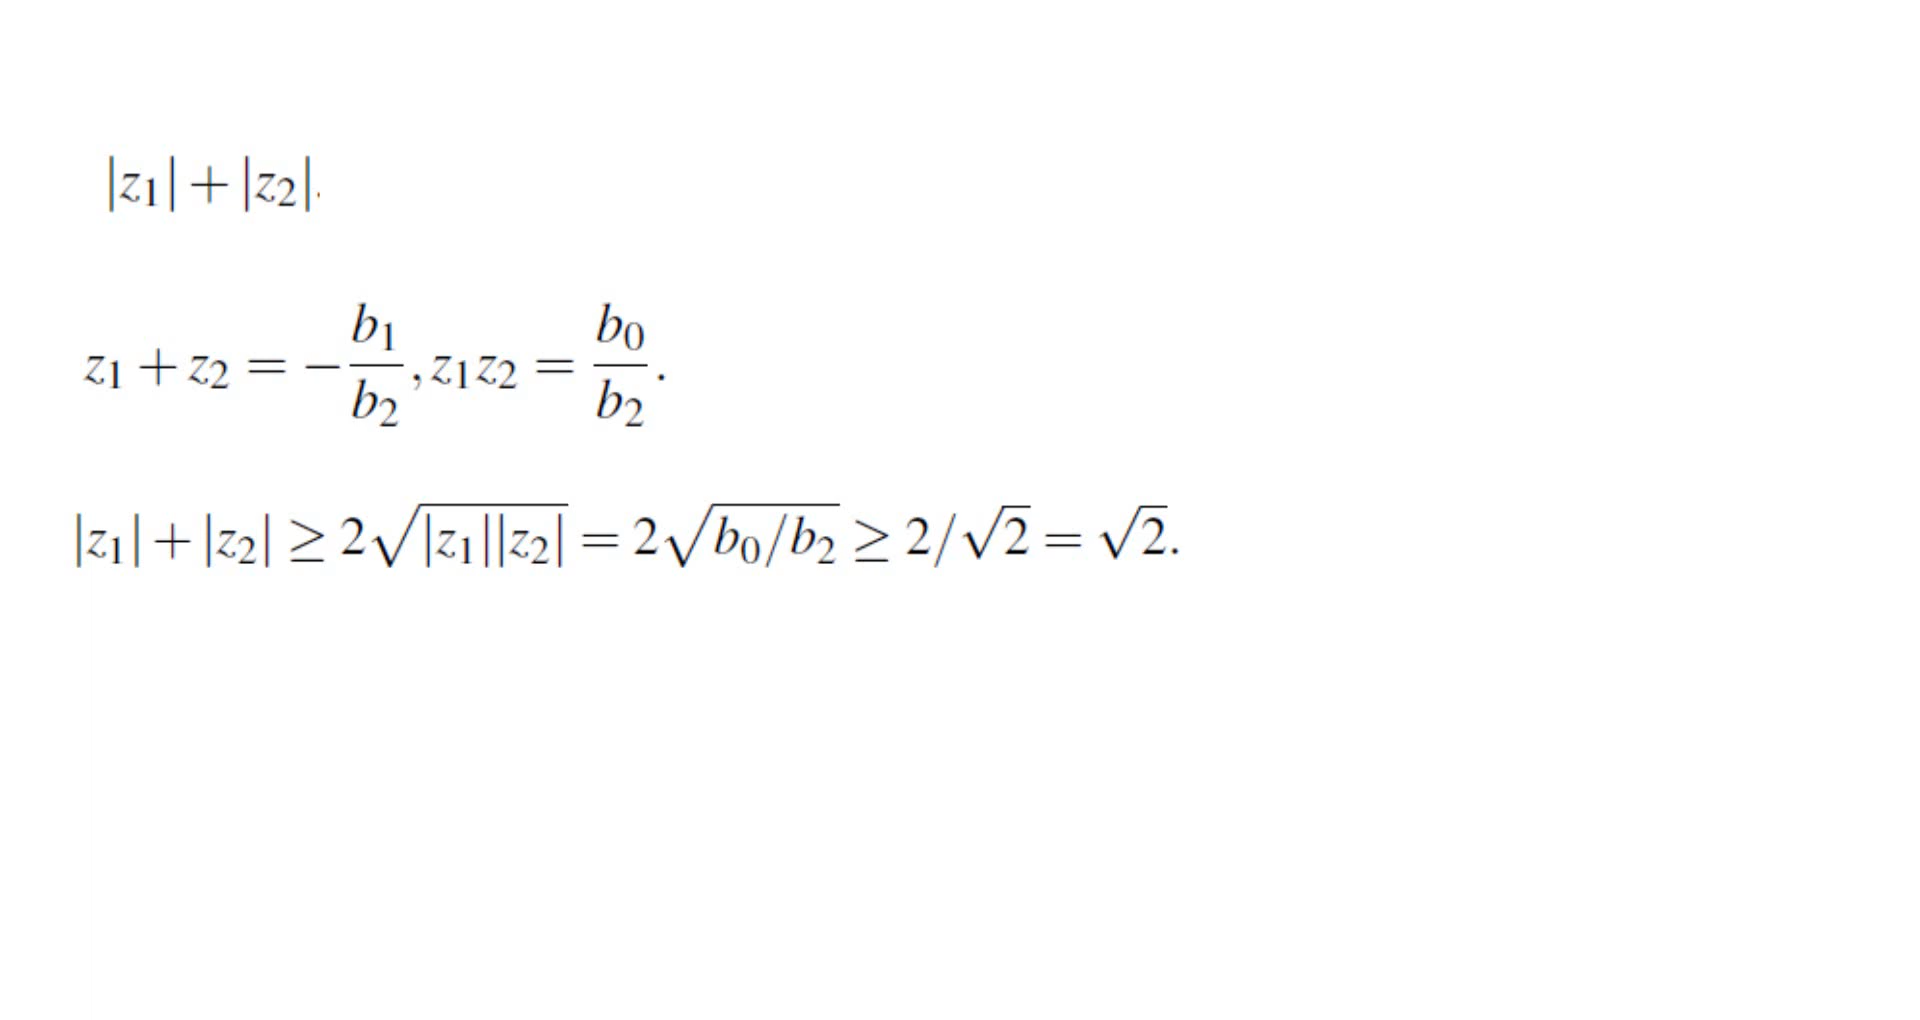 |z₁| + |z₂|.
z₁ + z₂ = −b₁/b₂, z₁z₂ = b₀/b₂.
|z₁| + |z₂| ≥ 2√(|z₁||z₂|) = 2√(b₀/b₂) ≥ 2/√2 = √2.